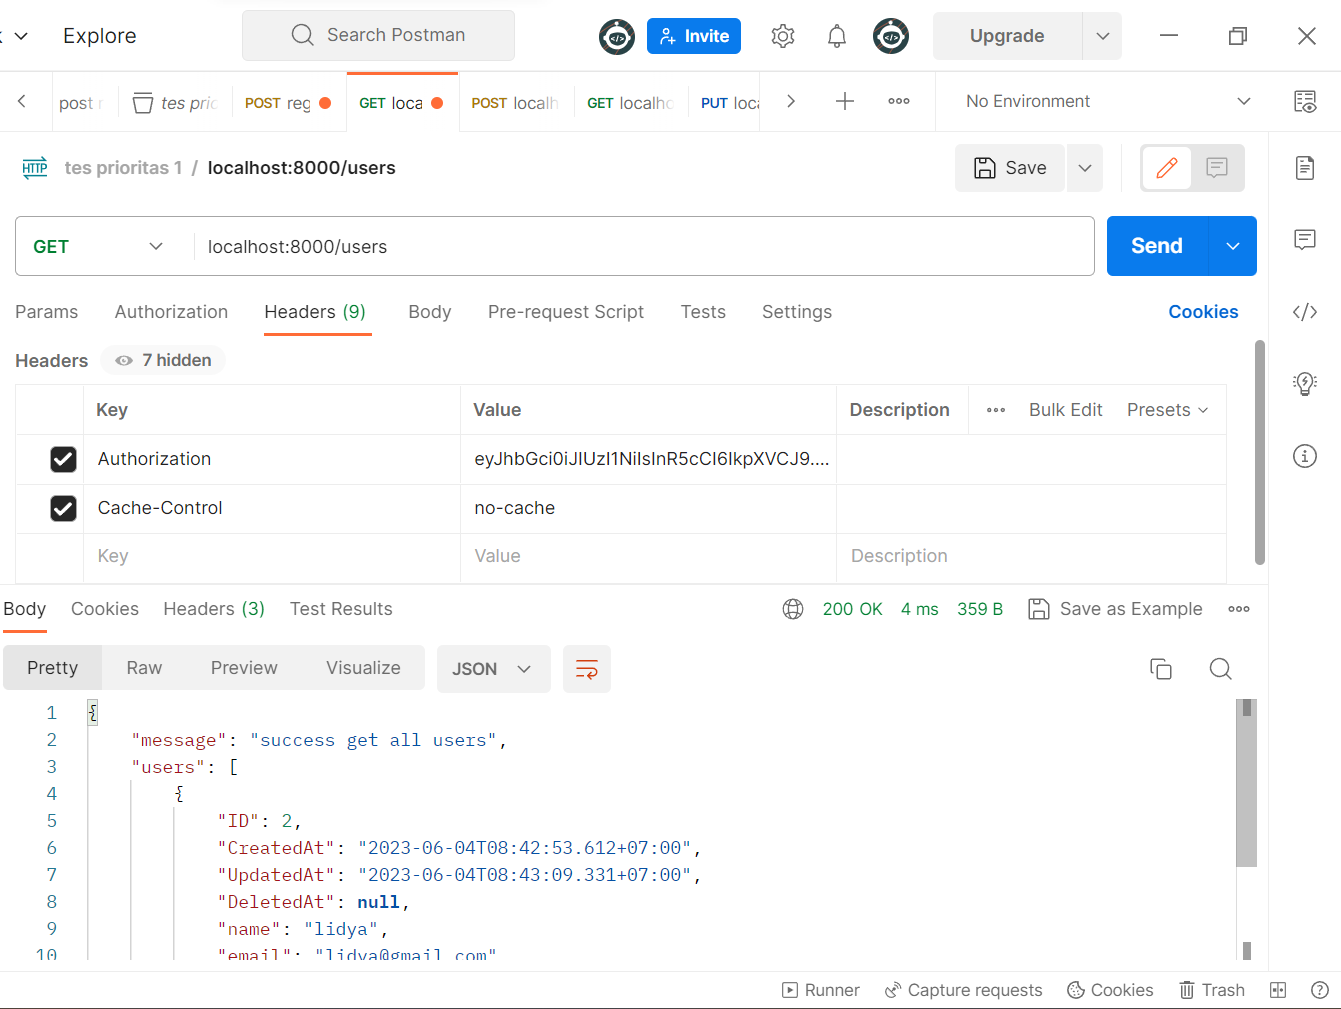 Explore
Search Postman
Invite
Upgrade
post
tes pric
POST reg
GET loca
POST localh
GET localho
PUT loca
No Environment
HTTP
tes prioritas 1 / localhost:8000/users
Save
GET
localhost:8000/users
Send
Params Authorization Headers (9) Body Pre-request Script Tests Settings Cookies
Headers 7 hidden
Key Value Description Bulk Edit Presets
Authorization eyJhbGci0iJIUzI1NiIsInR5cCI6IkpXVCJ9....
Cache-Control no-cache
Key Value Description
Body Cookies Headers (3) Test Results 200 OK 4 ms 359 B Save as Example
Pretty Raw Preview Visualize JSON
1 {
2 "message": "success get all users",
3 "users": [
4 {
5 "ID": 2,
6 "CreatedAt": "2023-06-04T08:42:53.612+07:00",
7 "UpdatedAt": "2023-06-04T08:43:09.331+07:00",
8 "DeletedAt": null,
9 "name": "lidya",
10 "email": "lidya@gmail.com"
Runner Capture requests Cookies Trash